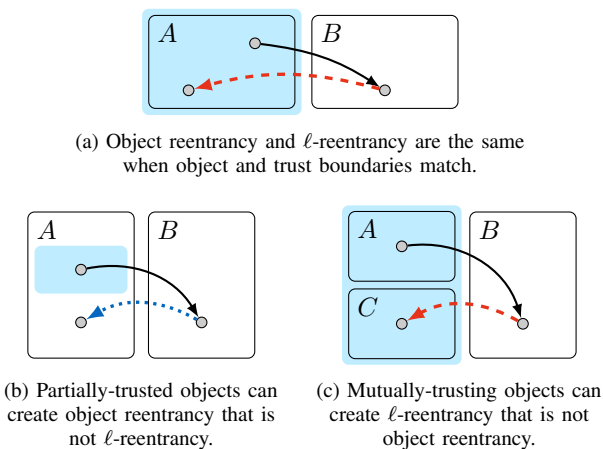 A B
(a) Object reentrancy and ℓ-reentrancy are the same
when object and trust boundaries match.
A B
(b) Partially-trusted objects can
create object reentrancy that is
not ℓ-reentrancy.
A B
C
(c) Mutually-trusting objects can
create ℓ-reentrancy that is not
object reentrancy.